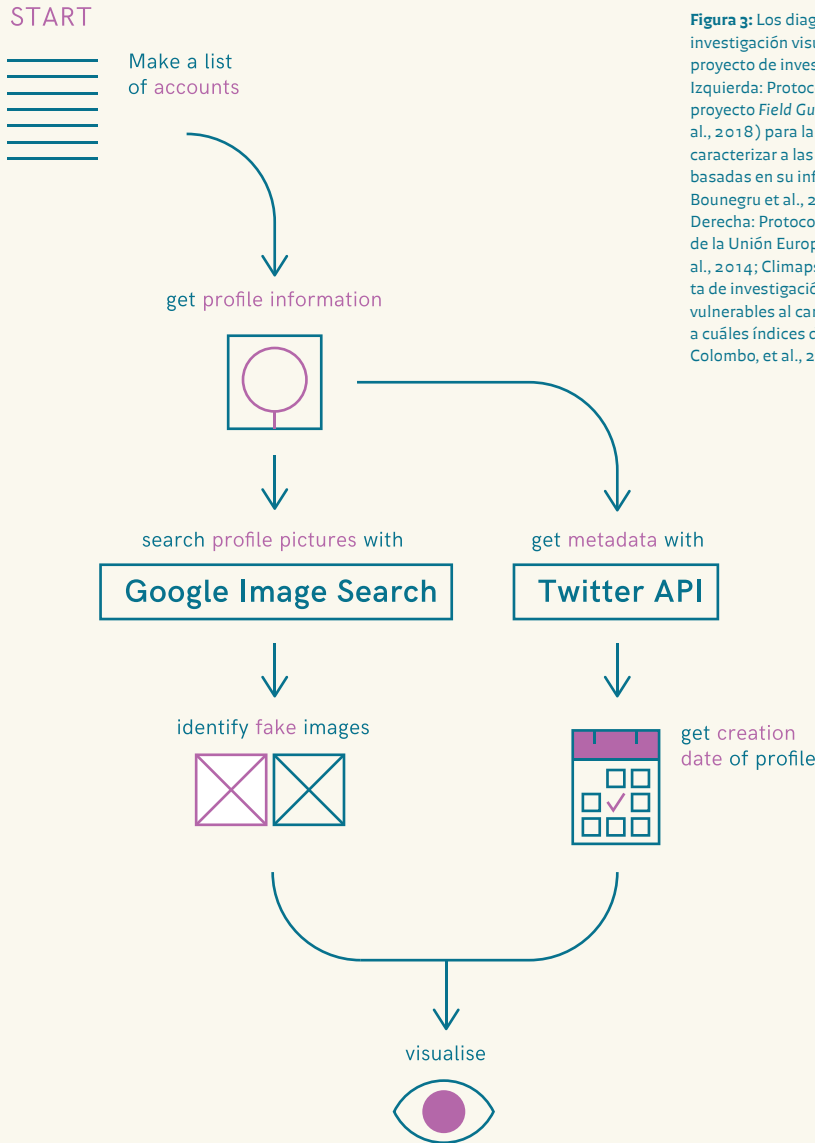 START
Make a list
of accounts
get profile information
search profile pictures with
Google Image Search
identify fake images
get metadata with
Twitter API
get creation
date of profile
visualise
Figura 3: Los diag
investigación visu
proyecto de inves
Izquierda: Protoc
proyecto Field Gu
al., 2018) para la
caracterizar a las
basadas en su inf
Bounegru et al., 2
Derecha: Protoco
de la Unión Europ
al., 2014; Climaps
ta de investigació
vulnerables al car
a cuáles índices d
Colombo, et al., 2